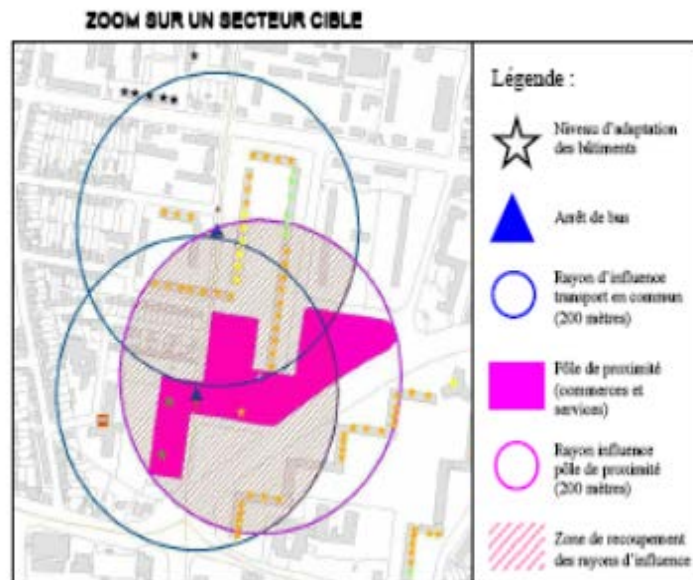 ZOOM SUR UN SECTEUR CIBLE
Légende :
Niveau d'adaptation
des bâtiments
Arrêt de bus
Rayon d'influence
transport en commun
(200 mètres)
Pôle de proximité
(commerces et
services)
Rayon influence
pôle de proximité
(200 mètres)
Zone de recoupement
des rayons d'influence